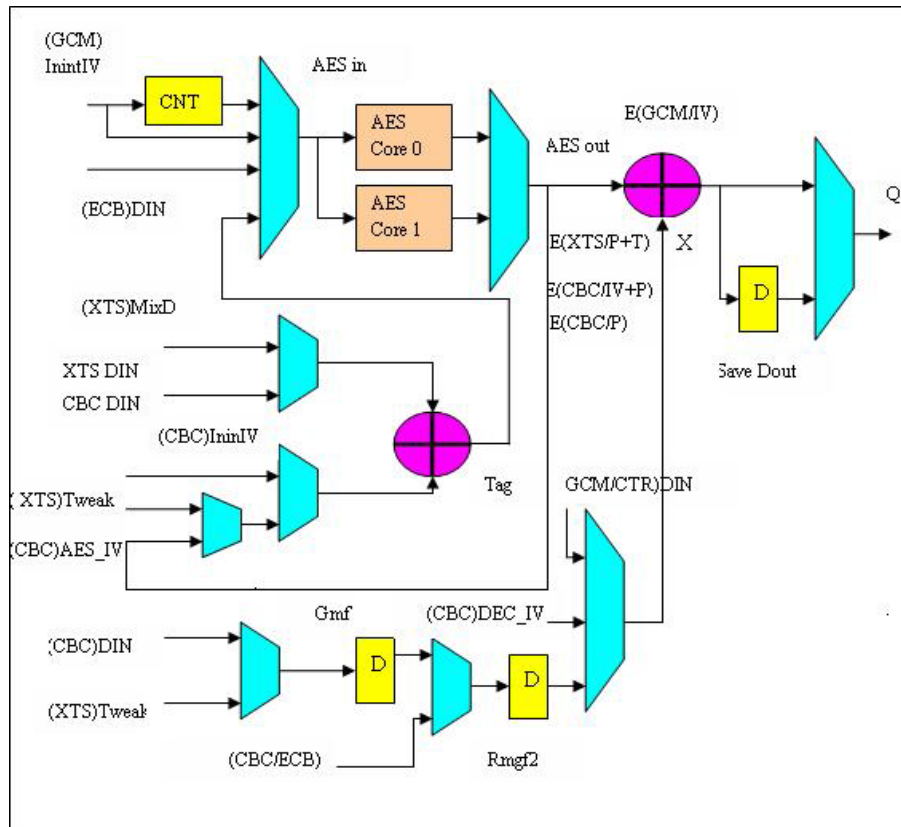 (GCM)
InintIV
CNT
AES in
AES
Core 0
AES
Core 1
(ECB)DIN
E(GCM/IV)
AES out
Q
E(XTS/P+T)
X
E(CBC/IV+P)
E(CBC/P)
D
Save Dout
(XTS)MixD
XTS DIN
CBC DIN
(CBC)IninIV
Tag
GCM/CTR)DIN
( XTS)Tweak
(CBC)AES_IV
Gmf
(CBC)DEC_IV
(CBC)DIN
D
D
(XTS)Tweak
(CBC/ECB)
Rmgf2